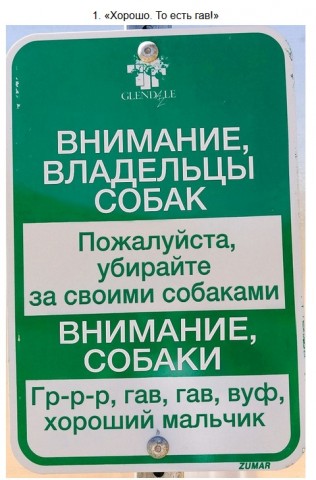 1. «Хорошо. То есть гав!»
GLENDALE
ВНИМАНИЕ,
ВЛАДЕЛЬЦЫ
СОБАК
Пожалуйста,
убирайте
за своими собаками
ВНИМАНИЕ,
СОБАКИ
Гр-р-р, гав, гав, вуф,
хороший мальчик
ZUMAR